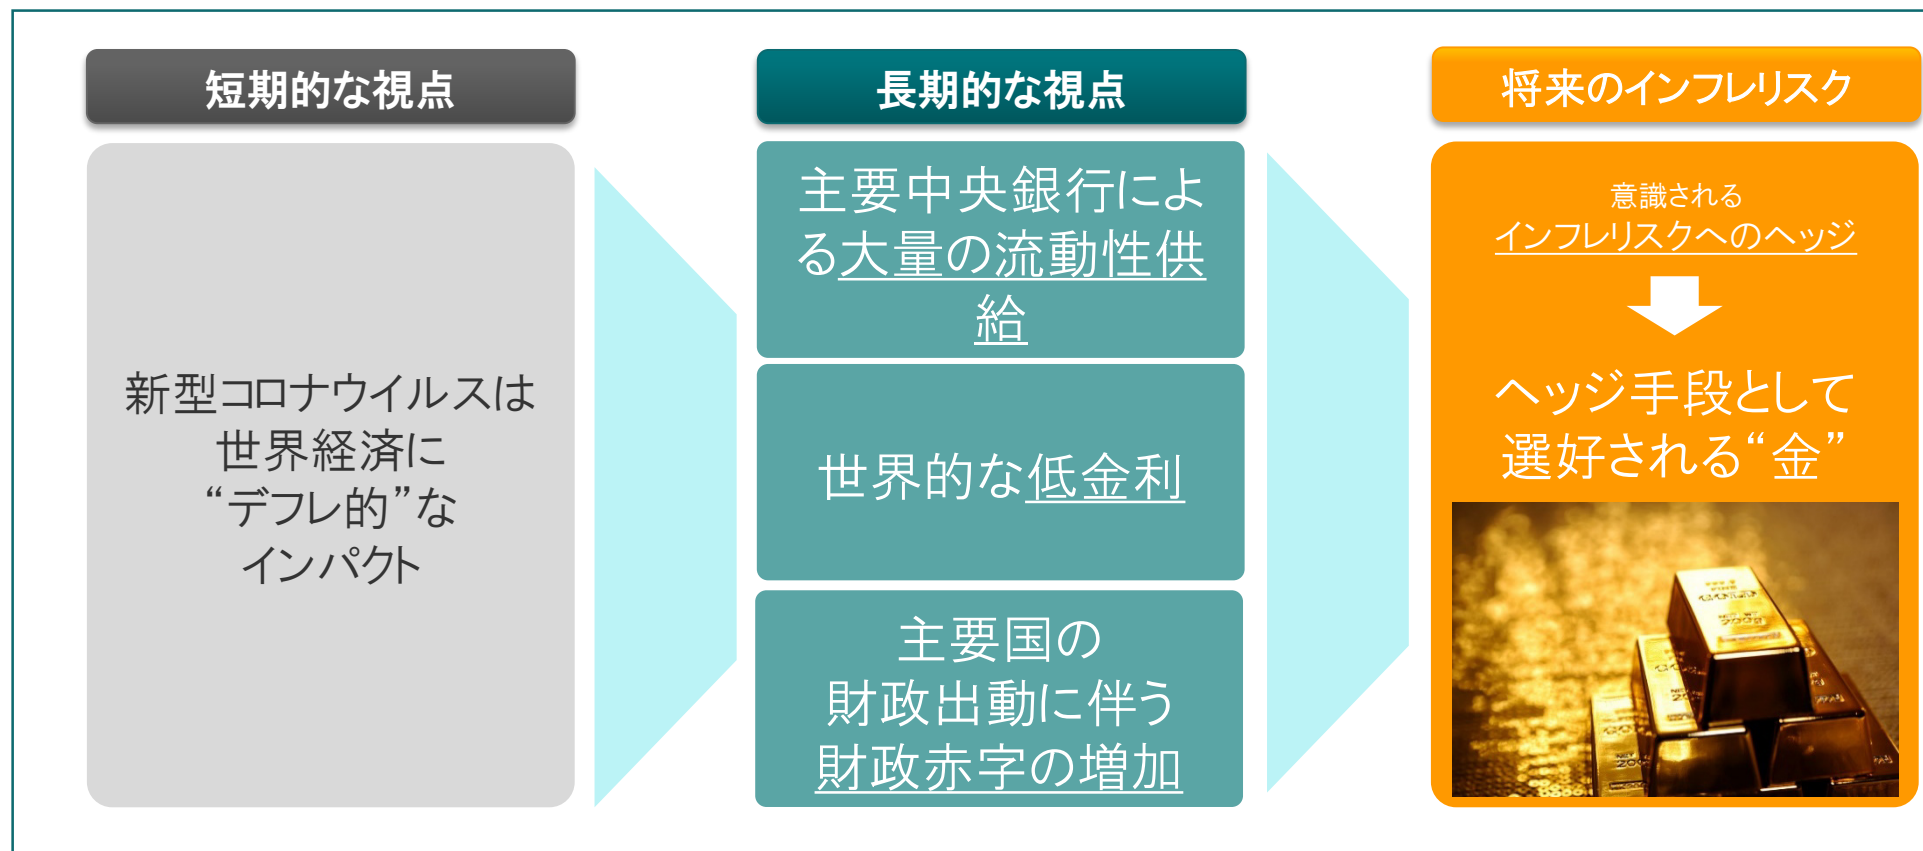 短期的な視点
新型コロナウイルスは
世界経済に
“デフレ的”な
インパクト
長期的な視点
主要中央銀行によ
る大量の流動性供
給
世界的な低金利
主要国の
財政出動に伴う
財政赤字の増加
将来のインフレリスク
意識される
インフレリスクへのヘッジ
ヘッジ手段として
選好される“金”
GOLD